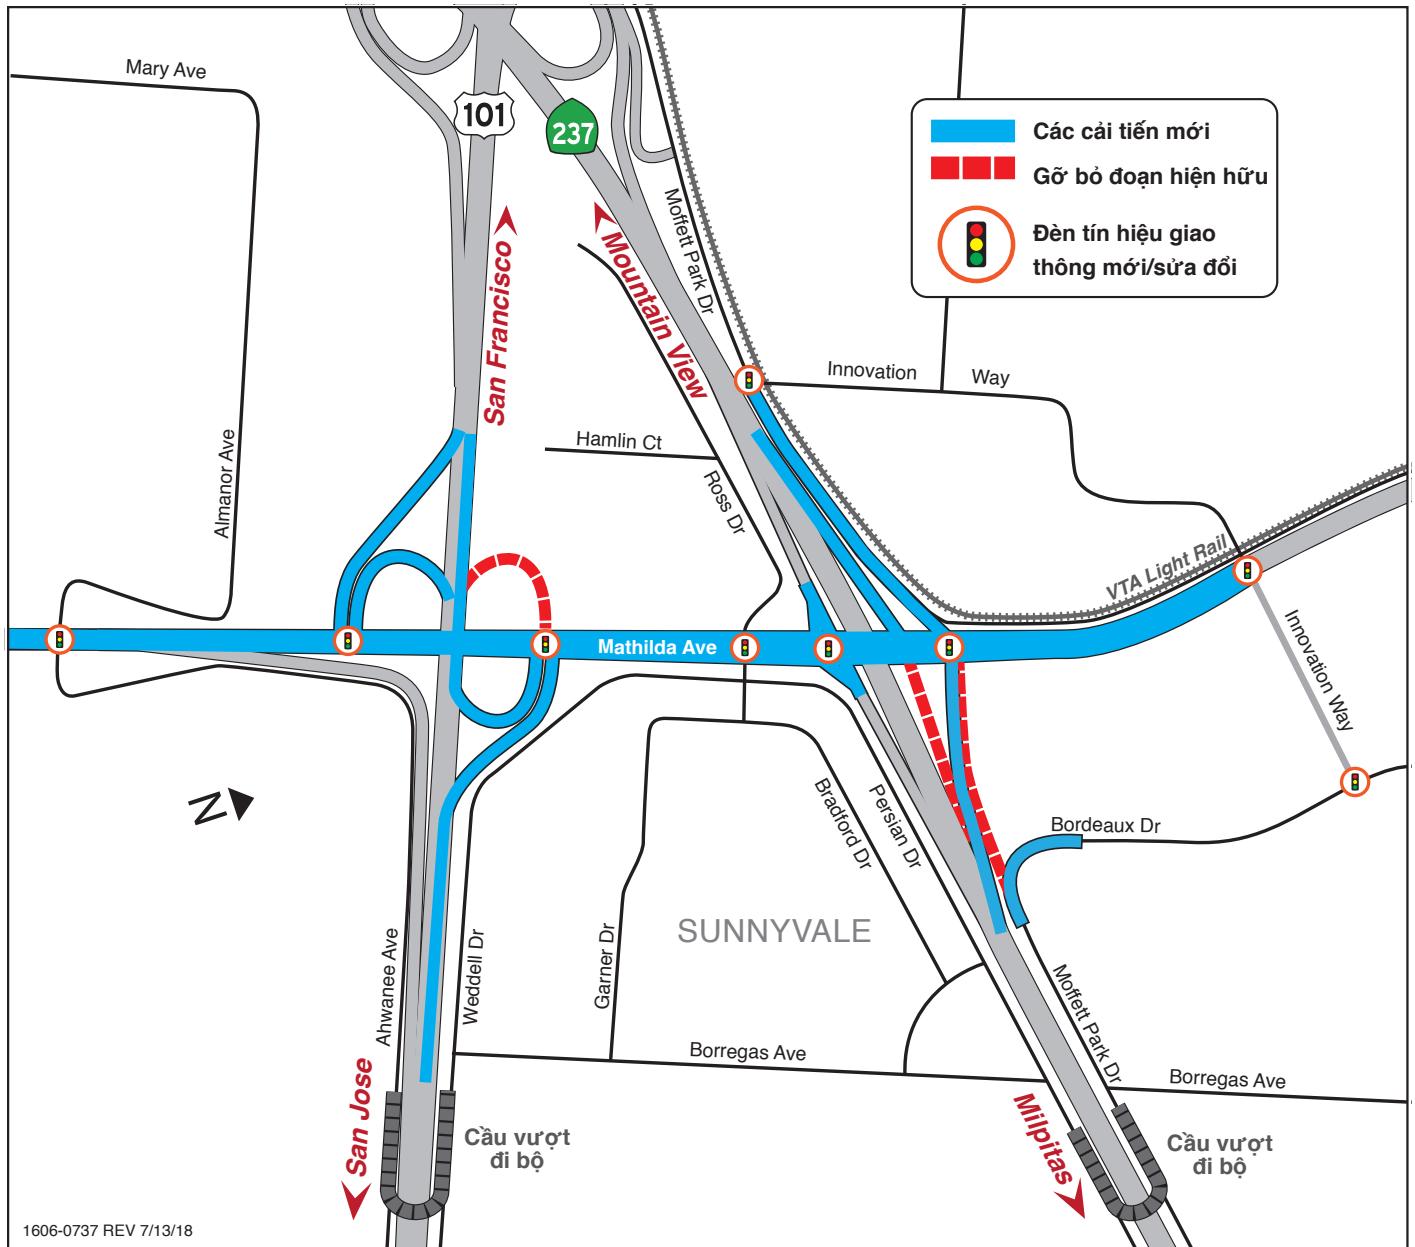 Mary Ave
101
237
Các cải tiến mới
Gỡ bỏ đoạn hiện hữu
Đèn tín hiệu giao
thông mới/sửa đổi
Moffett Park Dr
San Francisco
Mountain View
Innovation Way
Hamlin Ct
Almanor Ave
Ross Dr
VTA Light Rail
Mathilda Ave
Innovation Way
N
Bradford Dr
Persian Dr
Bordeaux Dr
SUNNYVALE
Ahwanee Ave
Weddell Dr
Garner Dr
Moffett Park Dr
Borregas Ave
Borregas Ave
San Jose
Milpitas
Cầu vượt
đi bộ
Cầu vượt
đi bộ
1606-0737 REV 7/13/18